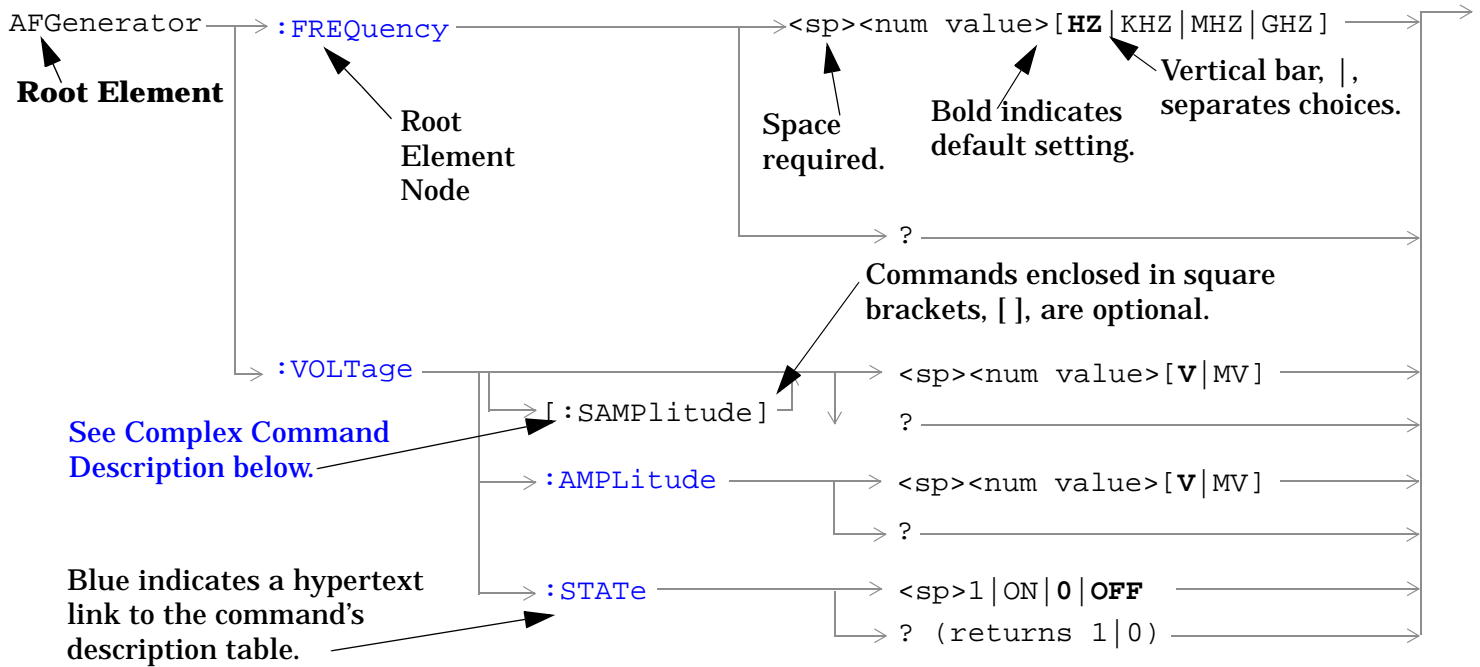 AFGenerator :FREQuency <sp><num value>[HZ|KHZ|MHZ|GHZ]
Root Element
Root
Element
Node
Space
required.
Bold indicates
default setting.
Vertical bar, |,
separates choices.
?
Commands enclosed in square
brackets, [ ], are optional.
:VOLTage <sp><num value>[V|MV]
[:SAMPlitude] ?
See Complex Command
Description below.
:AMPLitude <sp><num value>[V|MV]
?
Blue indicates a hypertext
link to the command's
description table.
:STATe <sp>1|ON|0|OFF
? (returns 1|0)